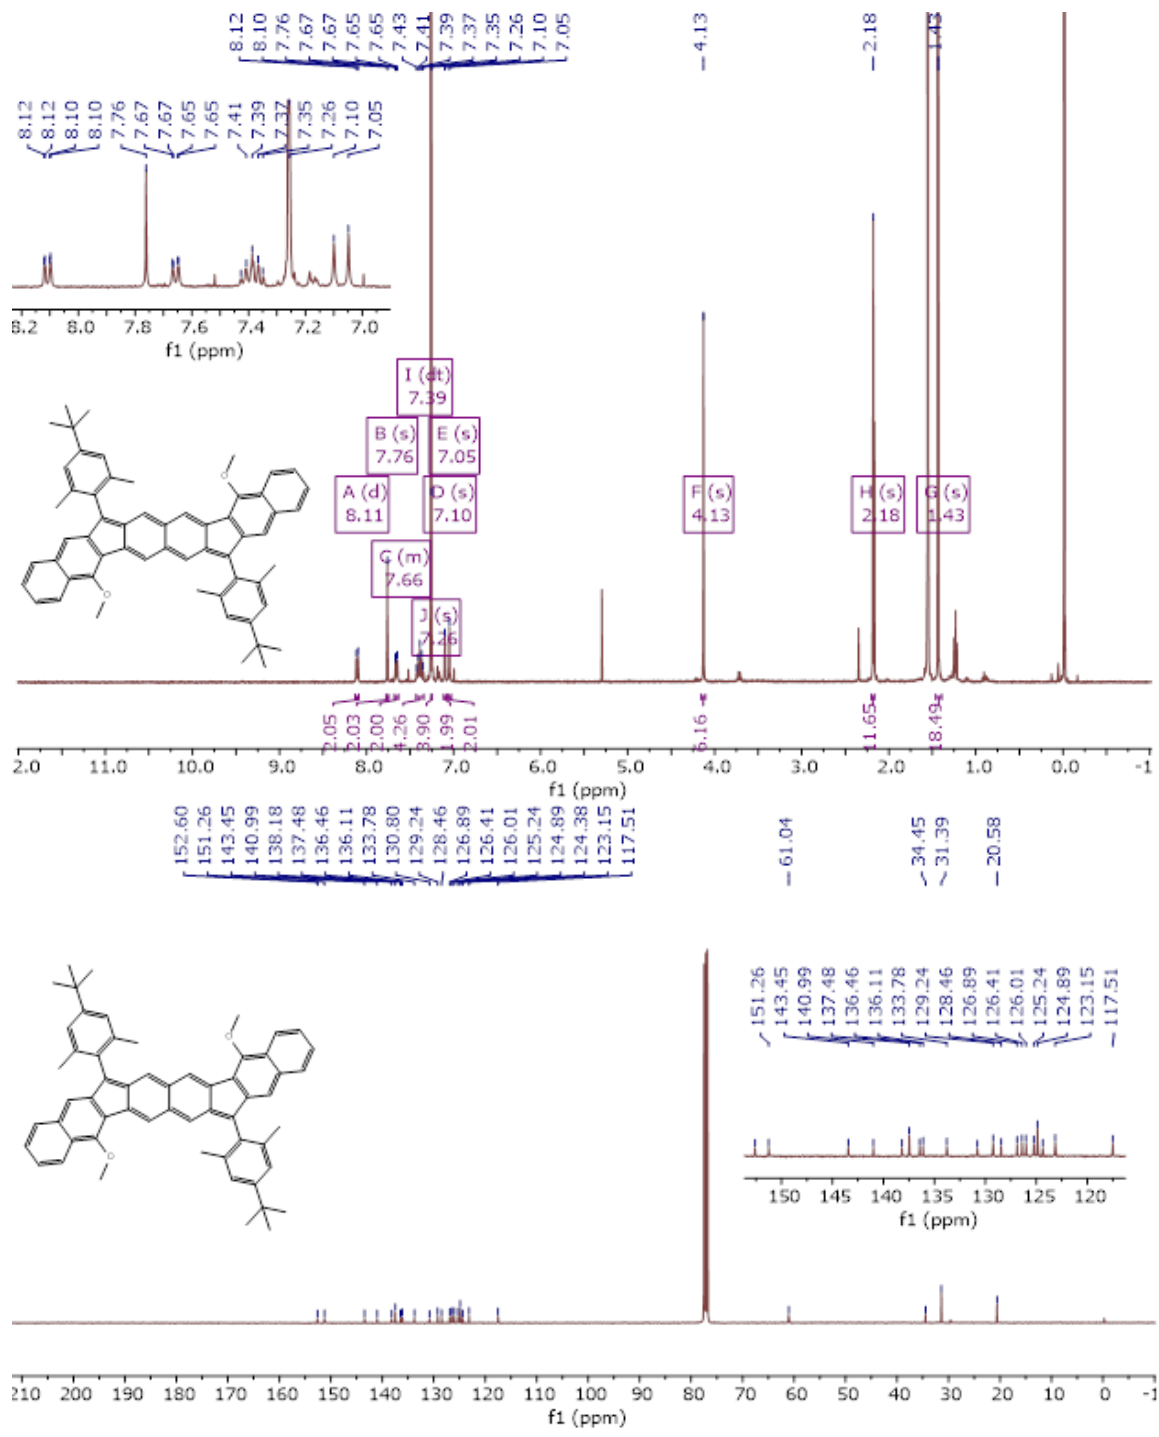 8.12 8.10 7.76 7.67 7.67 7.65 7.65 7.43 7.41 7.39 7.37 7.35 7.26 7.10 7.05
4.13
2.18
1.43
8.12 8.12 8.10 8.10 7.76 7.67 7.67 7.65 7.65 7.41 7.39 7.37 7.35 7.26 7.10 7.05
8.2 8.0 7.8 7.6 7.4 7.2 7.0
f1 (ppm)
I (dt)
7.39
B (s)
7.76
E (s)
7.05
A (d)
8.11
D (s)
7.10
F (s)
4.13
H (s)
2.18
G (s)
1.43
C (m)
7.66
J (s)
7.26
O
O
2.05 2.03 2.00 4.26 3.90 1.99 2.01 6.16 11.65 18.49
2.0 11.0 10.0 9.0 8.0 7.0 6.0 5.0 4.0 3.0 2.0 1.0 0.0 -1
f1 (ppm)
152.60 151.26 143.45 140.99 138.18 137.48 136.46 136.11 133.78 130.80 129.24 128.46 126.89 126.41 126.01 125.24 124.89 124.38 123.15 117.51
61.04
34.45
31.39
20.58
151.26 143.45 140.99 137.48 136.46 136.11 133.78 129.24 128.46 126.89 126.41 126.01 125.24 124.89 123.15 117.51
150 145 140 135 130 125 120
f1 (ppm)
O
O
210 200 190 180 170 160 150 140 130 120 110 100 90 80 70 60 50 40 30 20 10 0 -1
f1 (ppm)